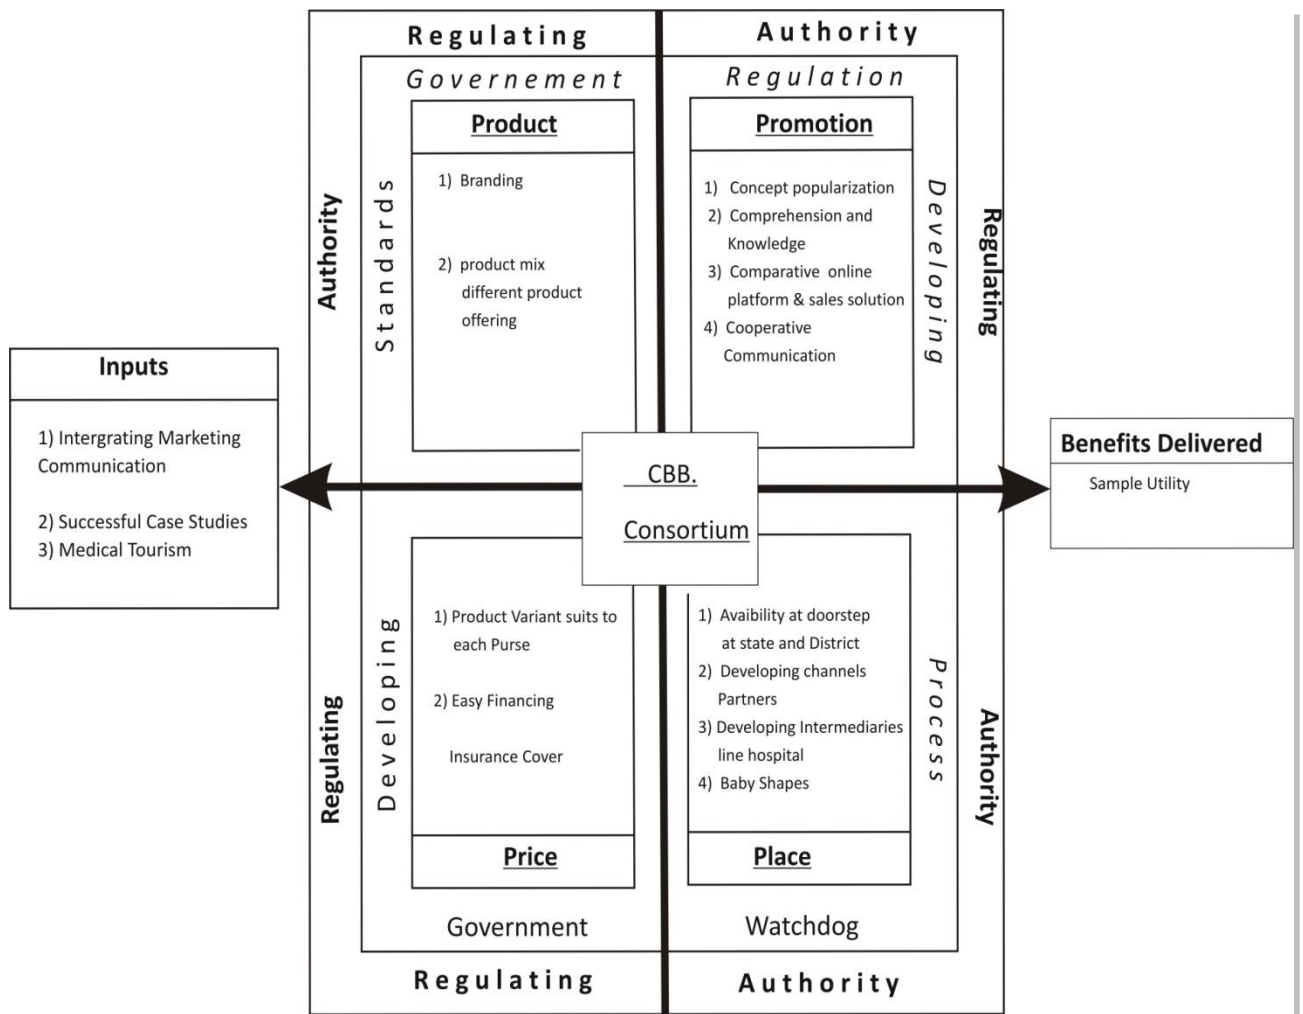 Regulating
Authority
Governement
Regulation
Product
1) Branding
2) product mix
different product
offering
Promotion
1) Concept popularization
2) Comprehension and
Knowledge
3) Comparative online
platform & sales solution
4) Cooperative
Communication
Authority
Standards
Developing
Regulating
Inputs
1) Intergrating Marketing
Communication
2) Successful Case Studies
3) Medical Tourism
CBB.
Consortium
Benefits Delivered
Sample Utility
Regulating
Developing
1) Product Variant suits to
each Purse
2) Easy Financing
Insurance Cover
Price
1) Avaibility at doorstep
at state and District
2) Developing channels
Partners
3) Developing Intermediaries
line hospital
4) Baby Shapes
Place
Process
Authority
Government
Watchdog
Regulating
Authority